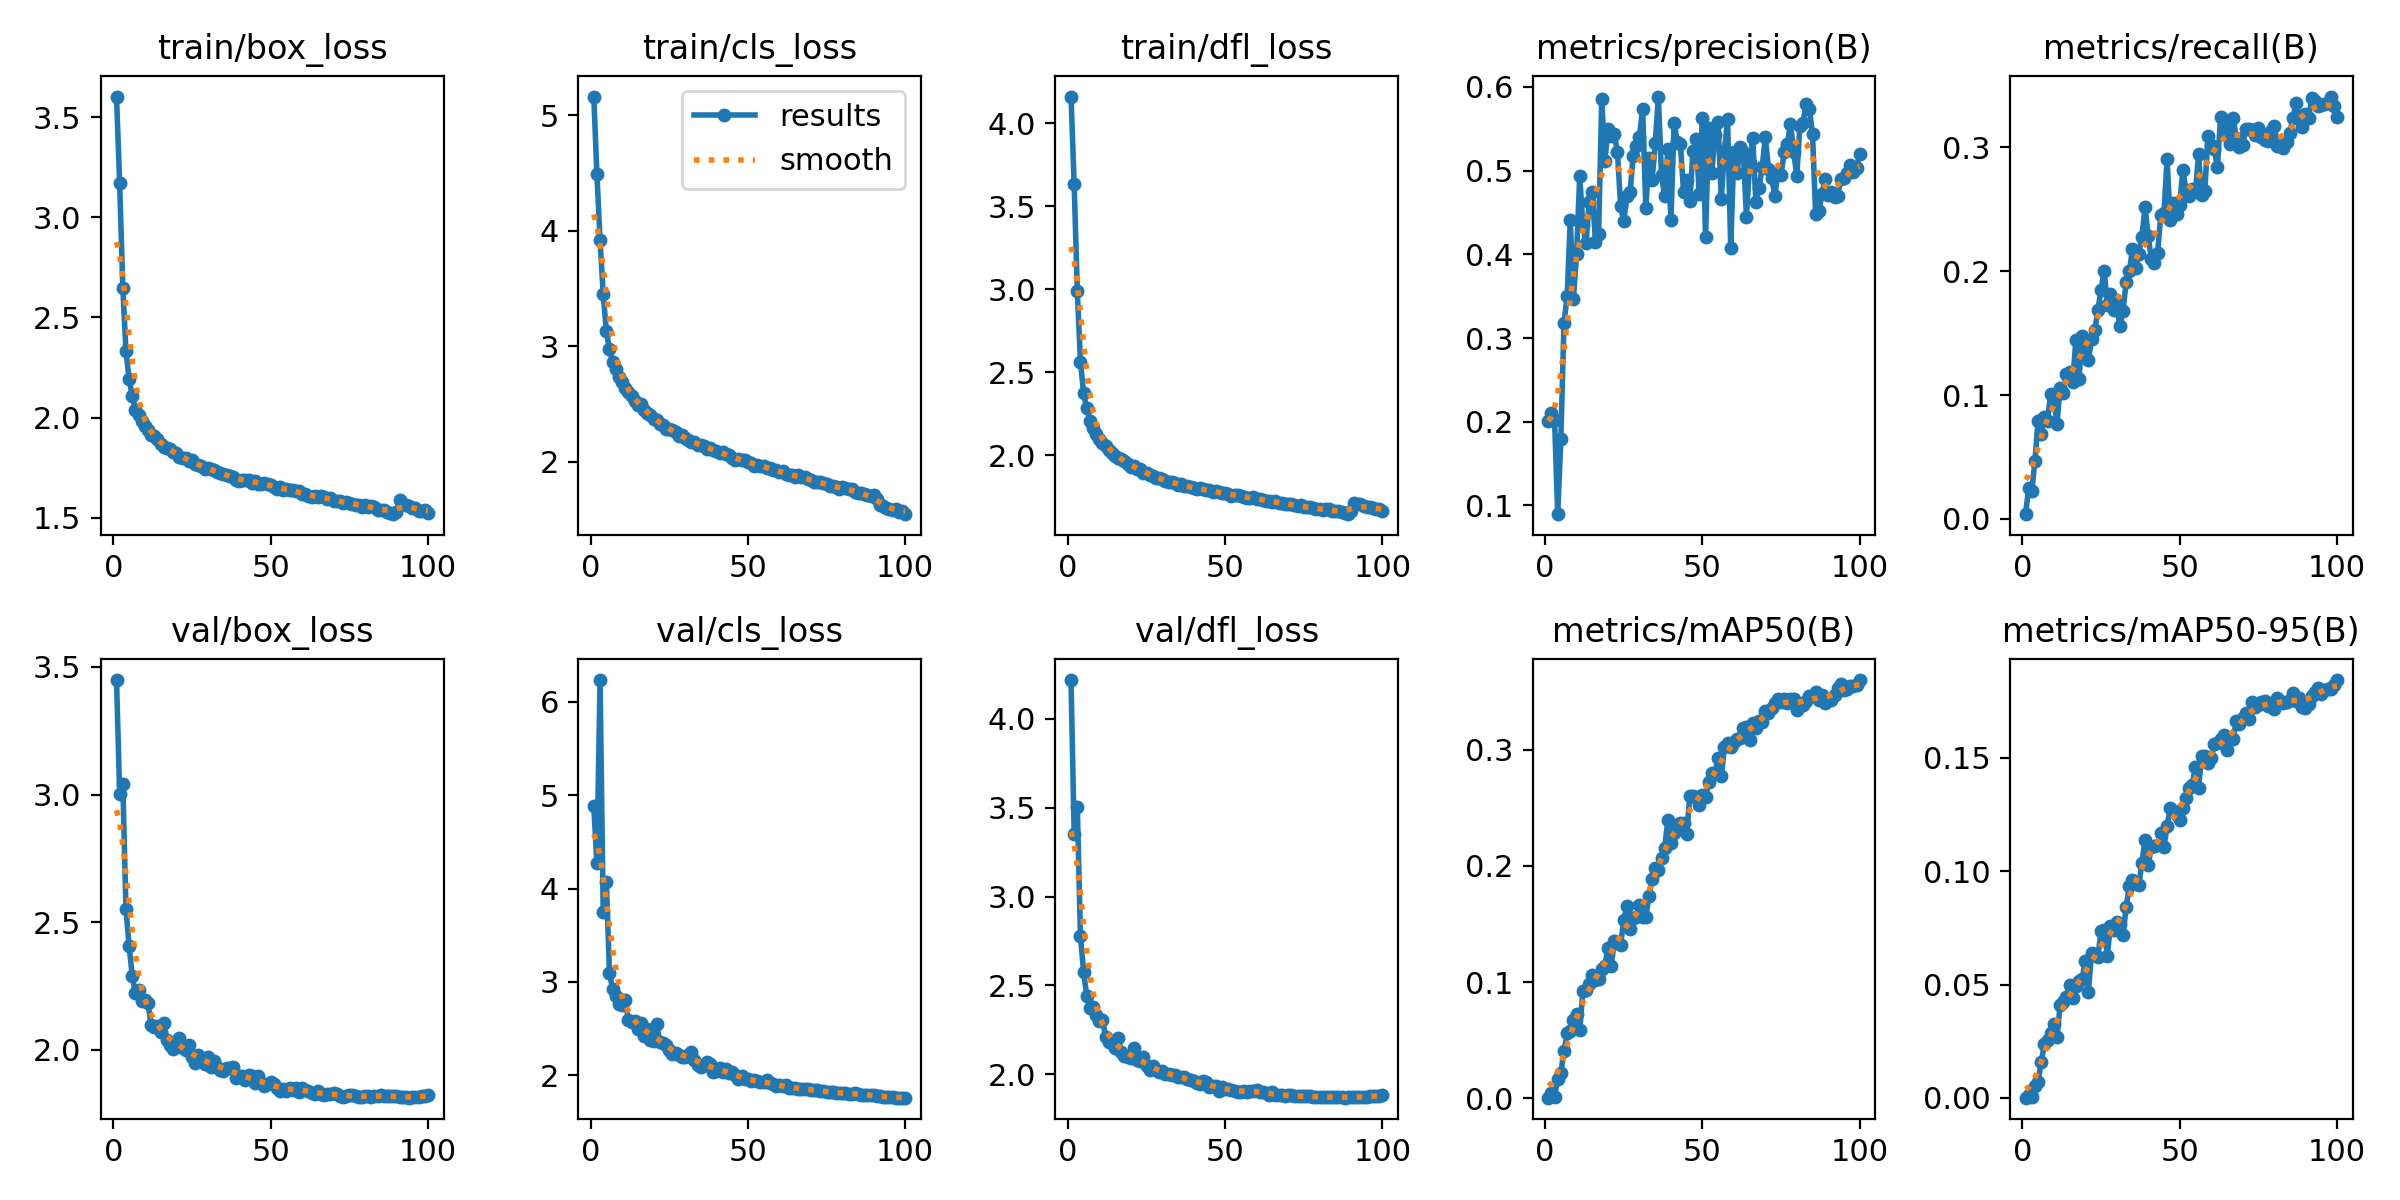 train/box_loss
3.5
3.0
2.5
2.0
1.5
0 50 100
train/cls_loss
results
smooth
5
4
3
2
0 50 100
train/dfl_loss
4.0
3.5
3.0
2.5
2.0
0 50 100
metrics/precision(B)
0.6
0.5
0.4
0.3
0.2
0.1
0 50 100
metrics/recall(B)
0.3
0.2
0.1
0.0
0 50 100
val/box_loss
3.5
3.0
2.5
2.0
0 50 100
val/cls_loss
6
5
4
3
2
0 50 100
val/dfl_loss
4.0
3.5
3.0
2.5
2.0
0 50 100
metrics/mAP50(B)
0.3
0.2
0.1
0.0
0 50 100
metrics/mAP50-95(B)
0.15
0.10
0.05
0.00
0 50 100